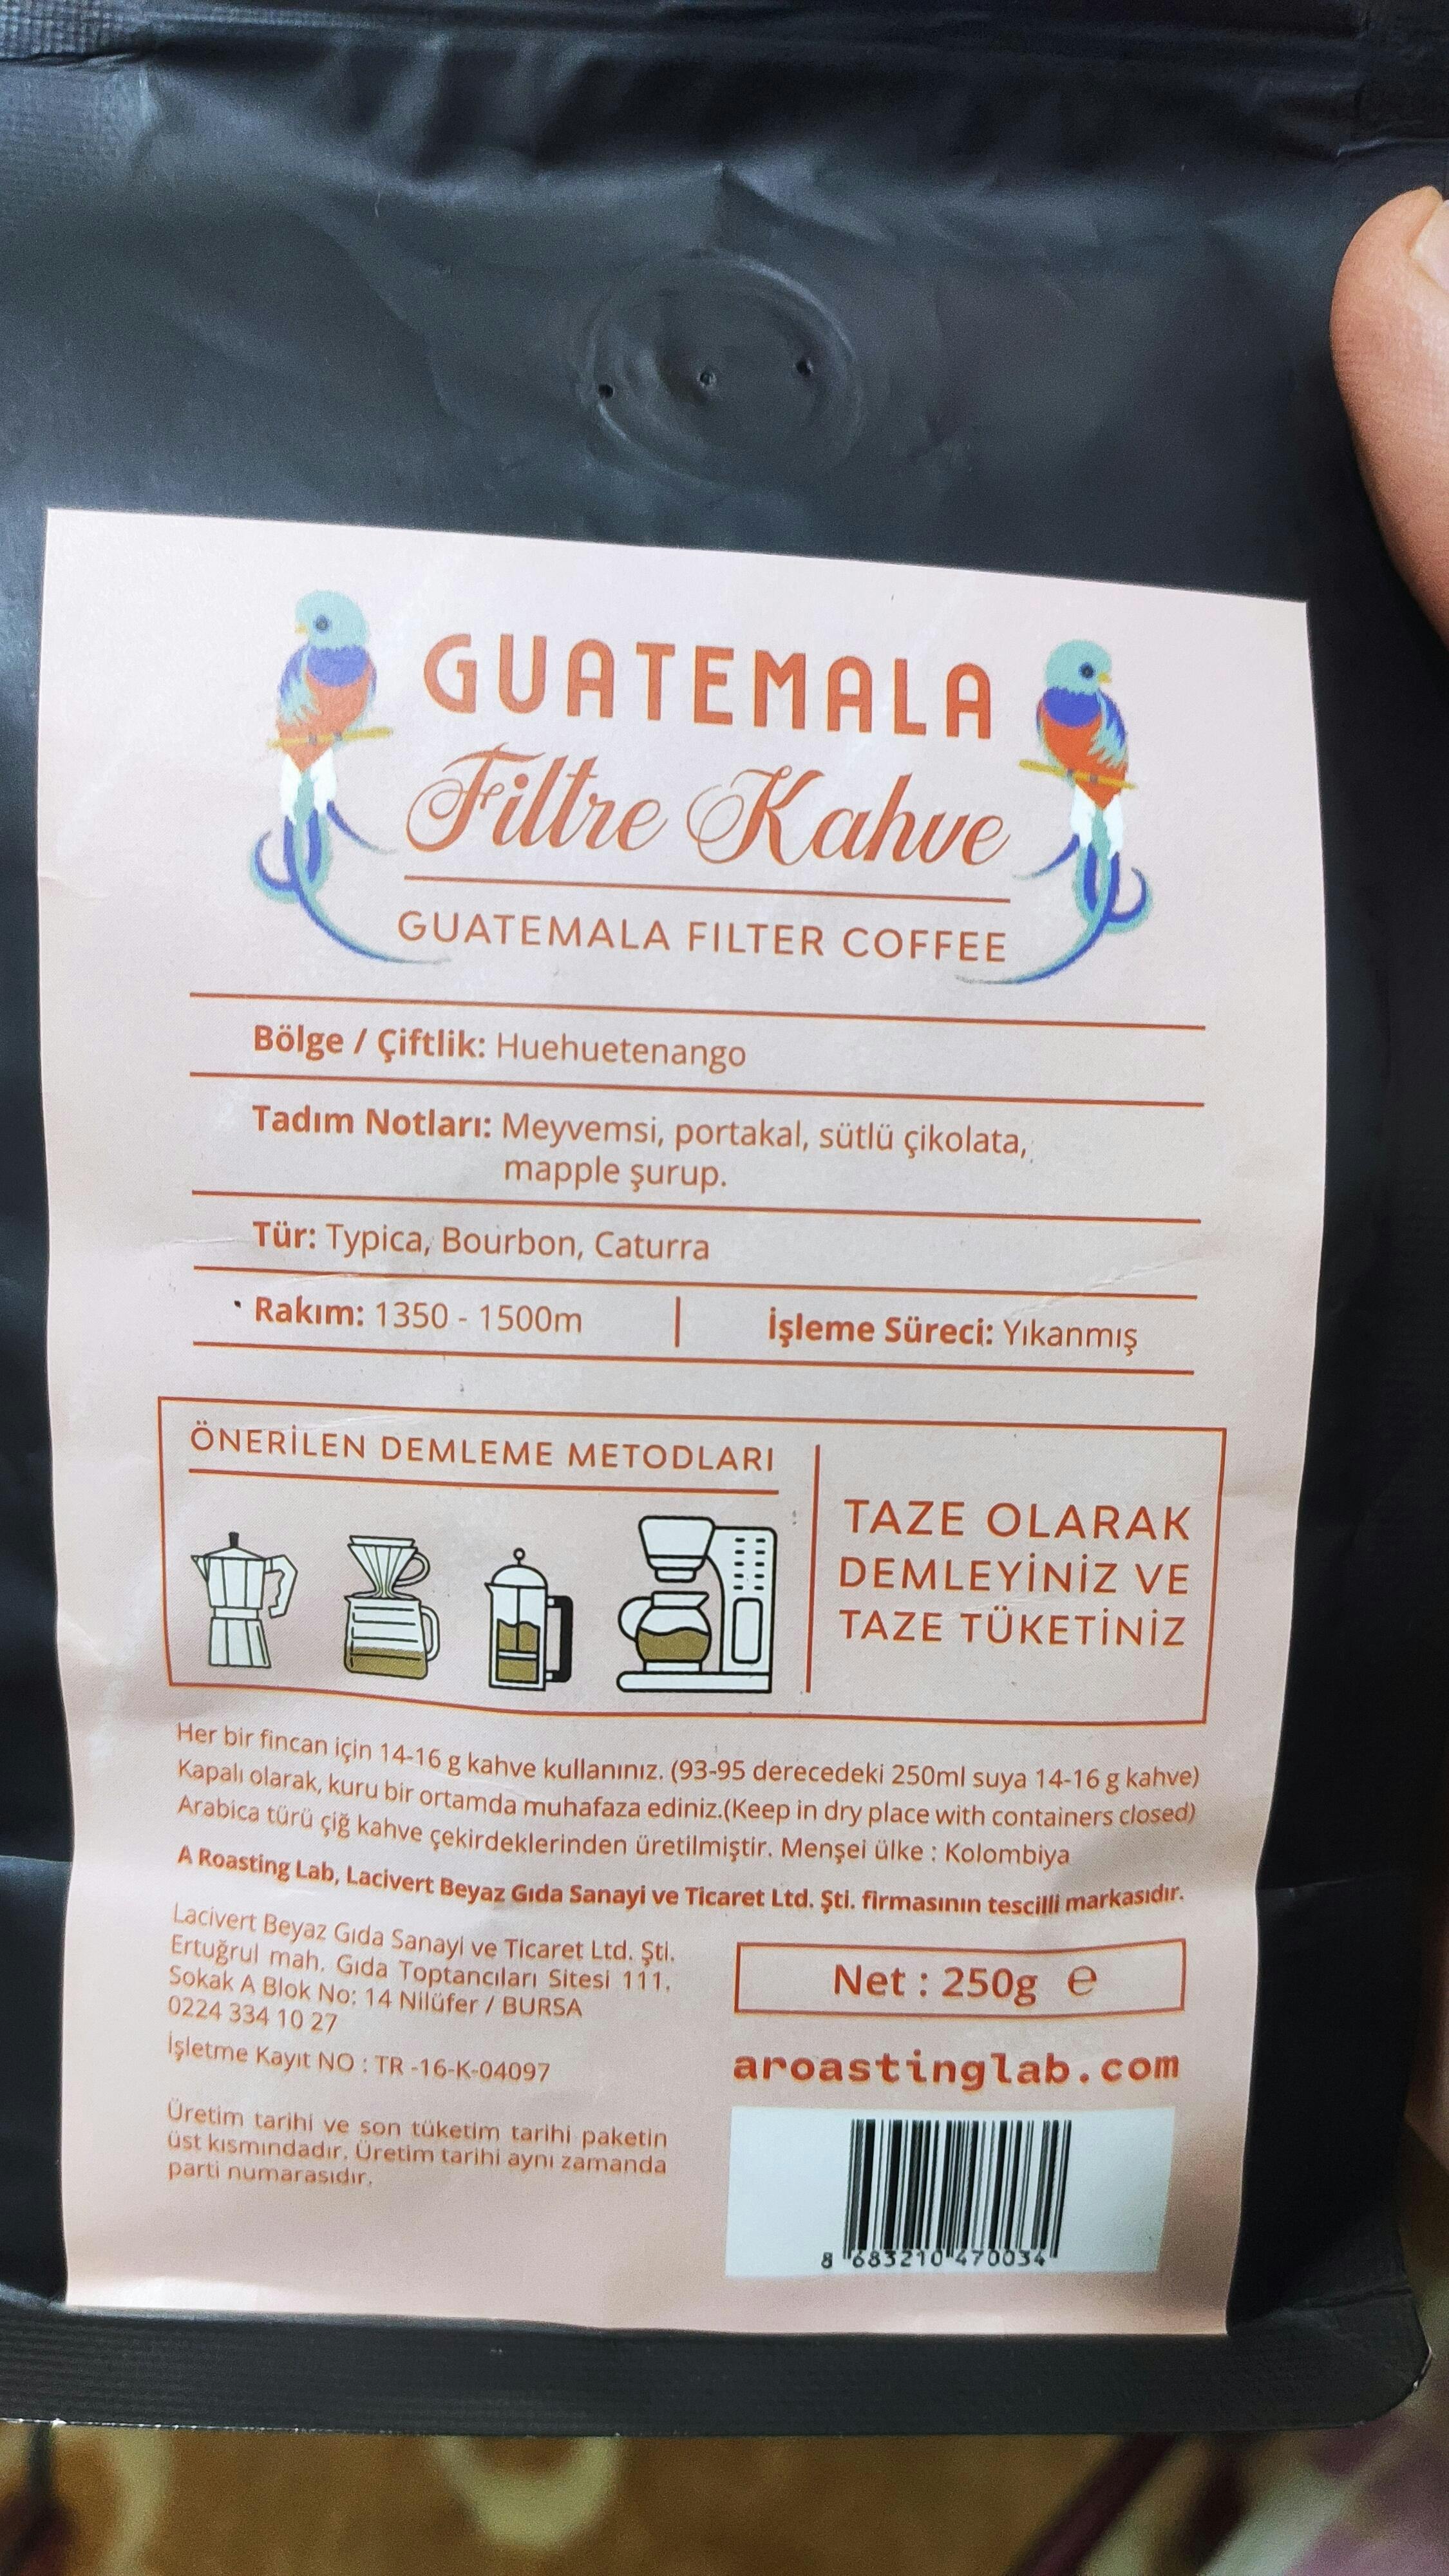 GUATEMALA
Filtre Kahve
GUATEMALA FILTER COFFEE
Bölge / Çiftlik: Huehuetenango
Tadım Notları: Meyvemsi, portakal, sütlü çikolata,
mapple şurup.
Tür: Typica, Bourbon, Caturra
Rakım: 1350 - 1500m | İşleme Süreci: Yıkanmış
ÖNERİLEN DEMLEME METODLARI
TAZE OLARAK
DEMLEYİNİZ VE
TAZE TÜKETİNİZ
Her bir fincan için 14-16 g kahve kullanınız. (93-95 derecedeki 250ml suya 14-16 g kahve)
Kapalı olarak, kuru bir ortamda muhafaza ediniz.(Keep in dry place with containers closed)
Arabica türü çiğ kahve çekirdeklerinden üretilmiştir. Menşei ülke : Kolombiya
A Roasting Lab, Lacivert Beyaz Gıda Sanayi ve Ticaret Ltd. Şti. firmasının tescilli markasıdır.
Lacivert Beyaz Gıda Sanayi ve Ticaret Ltd. Şti.
Ertuğrul mah. Gıda Toptancıları Sitesi 111.
Sokak A Blok No: 14 Nilüfer / BURSA
0224 334 10 27
İşletme Kayıt NO : TR -16-K-04097
Üretim tarihi ve son tüketim tarihi paketin
üst kısmındadır. Üretim tarihi aynı zamanda
parti numarasıdır.
Net : 250g ℮
aroastinglab.com
8 683210 470034